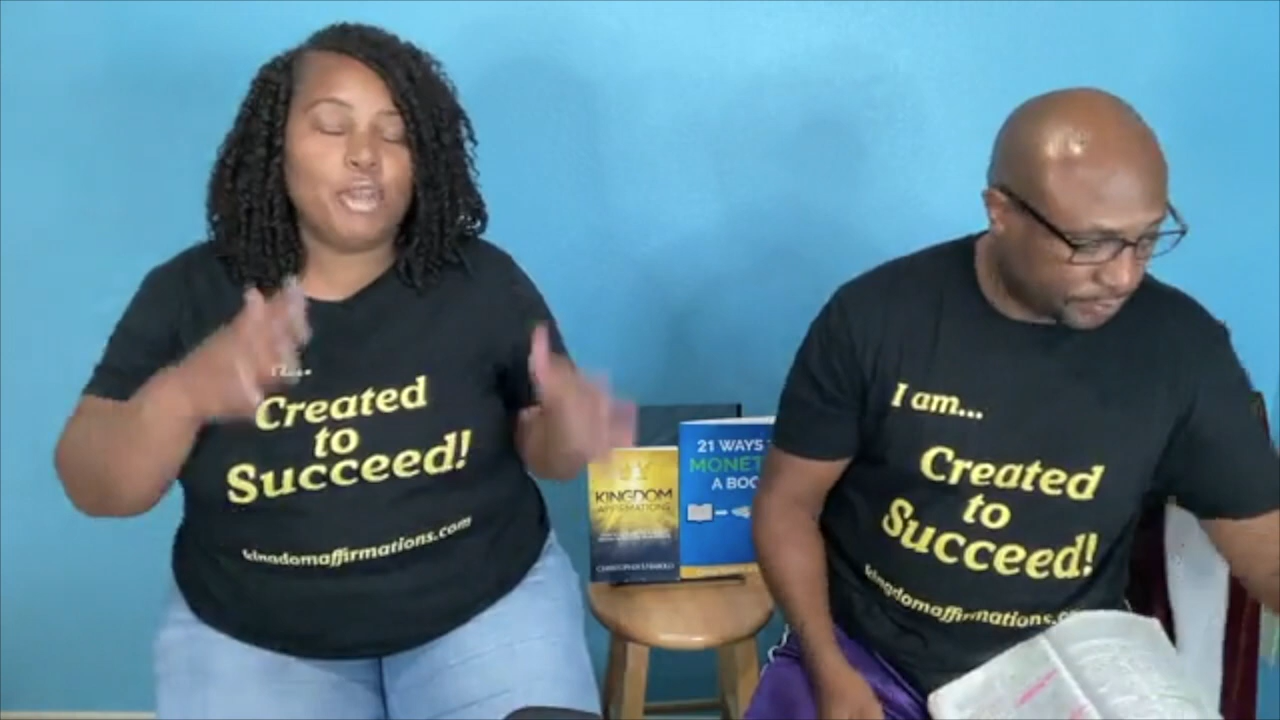 Created
to
Succeed!
kingdomaffirmations.com
KINGDOM
AFFIRMATIONS
21 WAYS
MONET
A BOO
I am...
Created
to
Succeed!
kingdomaffirmations.c